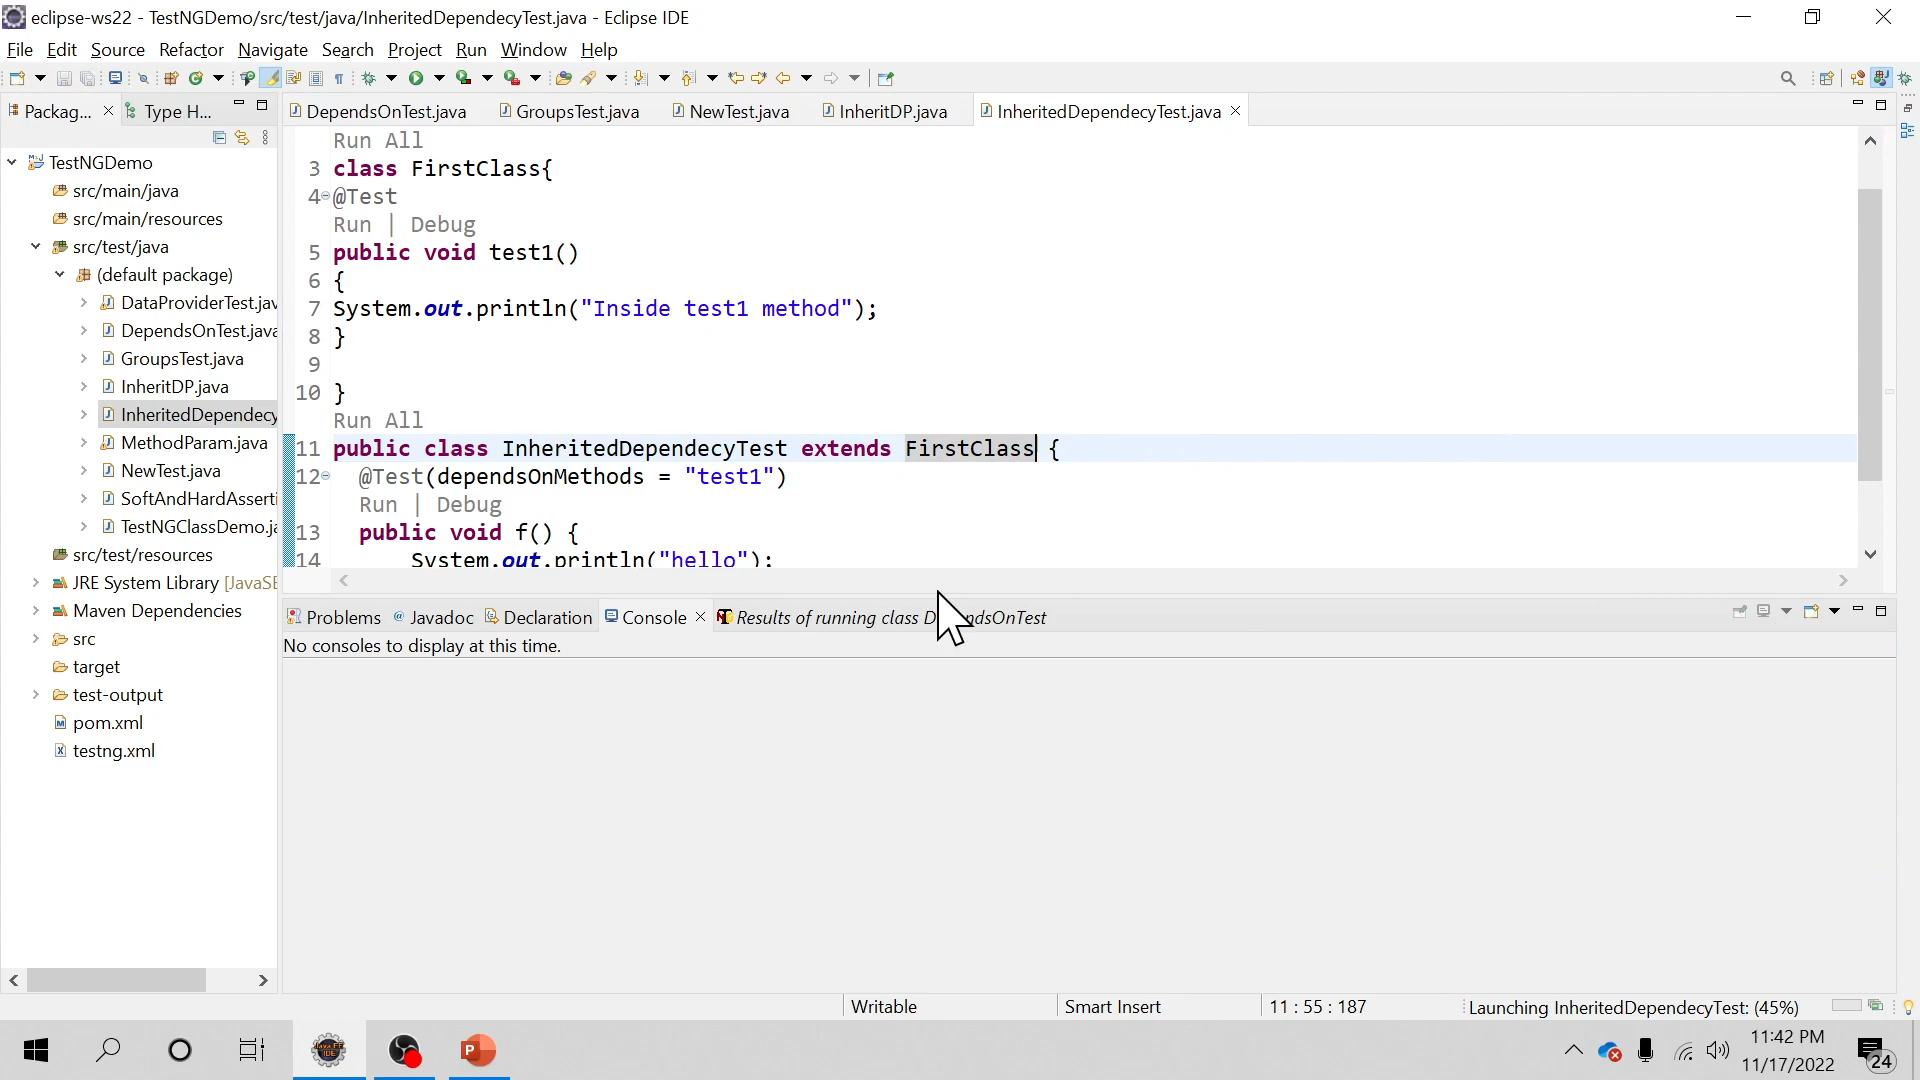 eclipse-ws22 - TestNGDemo/src/test/java/InheritedDependecyTest.java - Eclipse IDE
File Edit Source Refactor Navigate Search Project Run Window Help
Packag... Type H...
DependsOnTest.java GroupsTest.java NewTest.java InheritDP.java InheritedDependecyTest.java
TestNGDemo
src/main/java
src/main/resources
src/test/java
(default package)
DataProviderTest.jav
DependsOnTest.java
GroupsTest.java
InheritDP.java
InheritedDependecy
MethodParam.java
NewTest.java
SoftAndHardAsserti
TestNGClassDemo.ja
src/test/resources
JRE System Library [JavaSE
Maven Dependencies
src
target
test-output
pom.xml
testng.xml
Run All
3 class FirstClass{
4 @Test
Run | Debug
5 public void test1()
6 {
7 System.out.println("Inside test1 method");
8 }
9
10 }
Run All
11 public class InheritedDependecyTest extends FirstClass {
12 @Test(dependsOnMethods = "test1")
Run | Debug
13 public void f() {
14 System.out.println("hello");
Problems Javadoc Declaration Console Results of running class D ndsOnTest
No consoles to display at this time.
Writable Smart Insert 11 : 55 : 187 Launching InheritedDependecyTest: (45%)
11:42 PM
11/17/2022
24